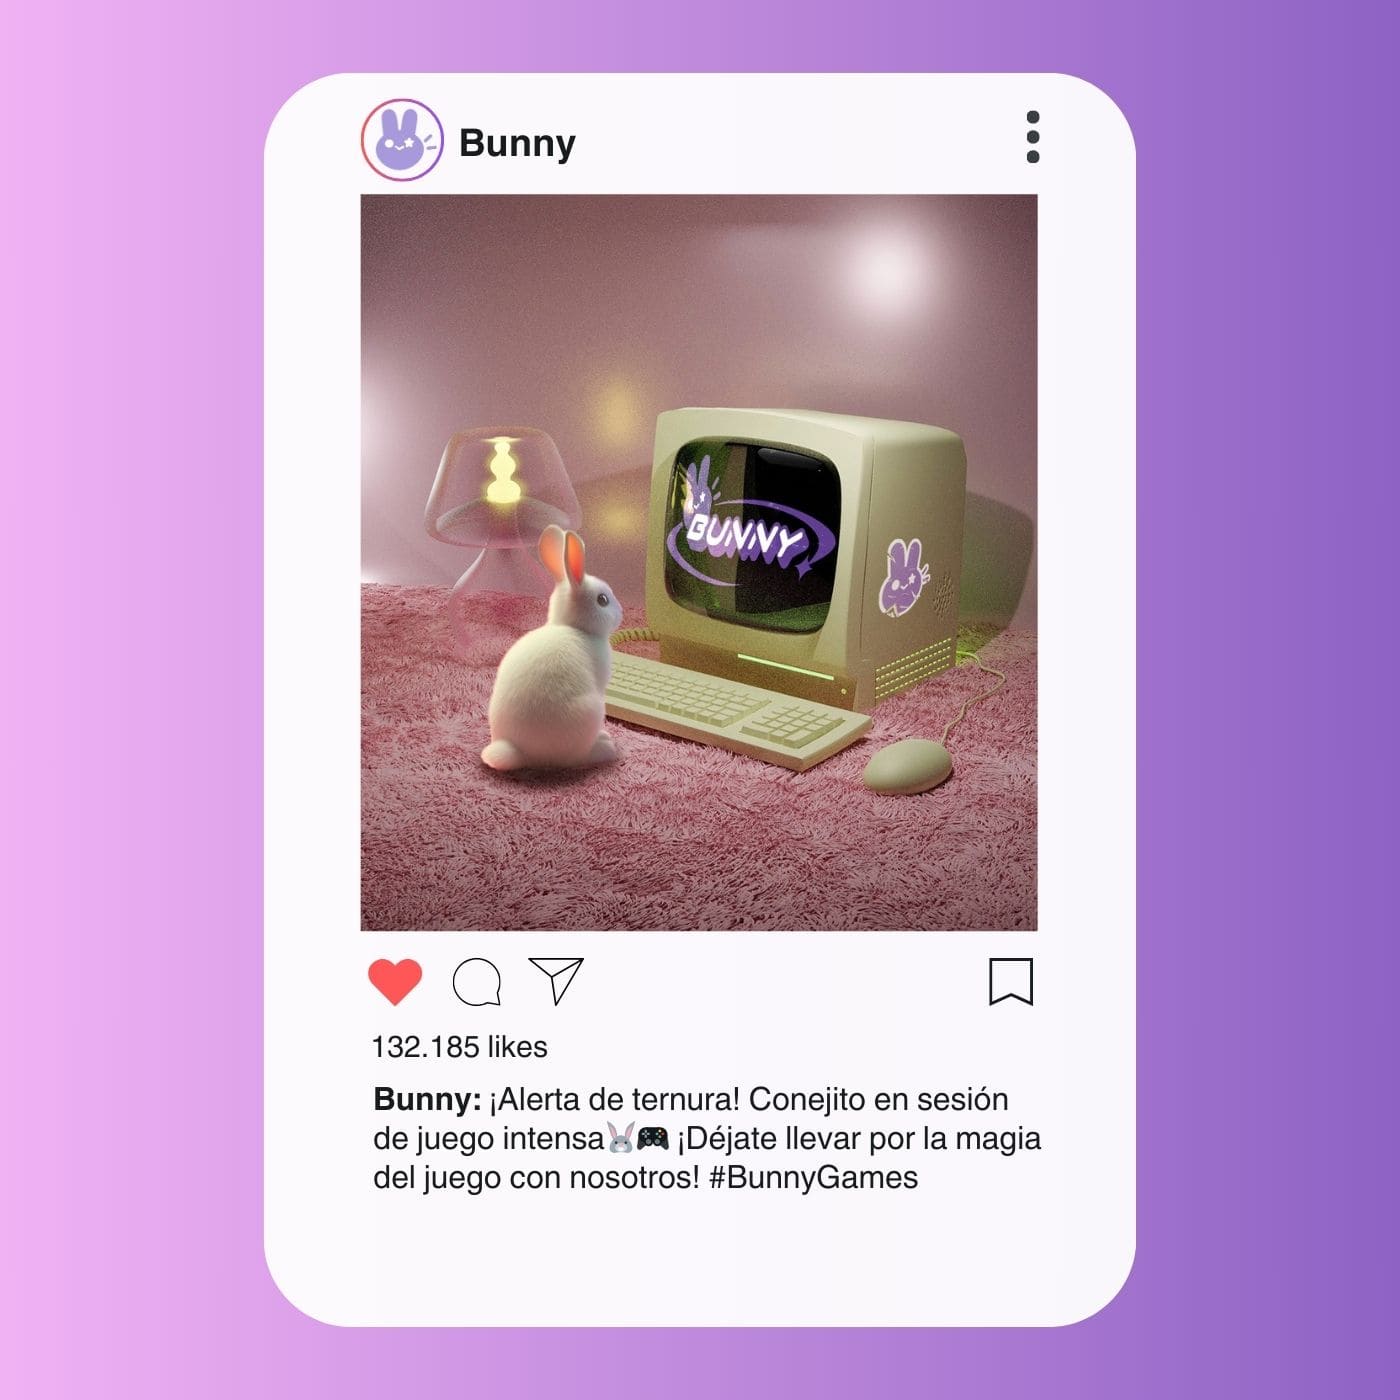 Bunny
BUNNY
132.185 likes
Bunny: ¡Alerta de ternura! Conejito en sesión
de juego intensa🐰🎮 ¡Déjate llevar por la magia
del juego con nosotros! #BunnyGames